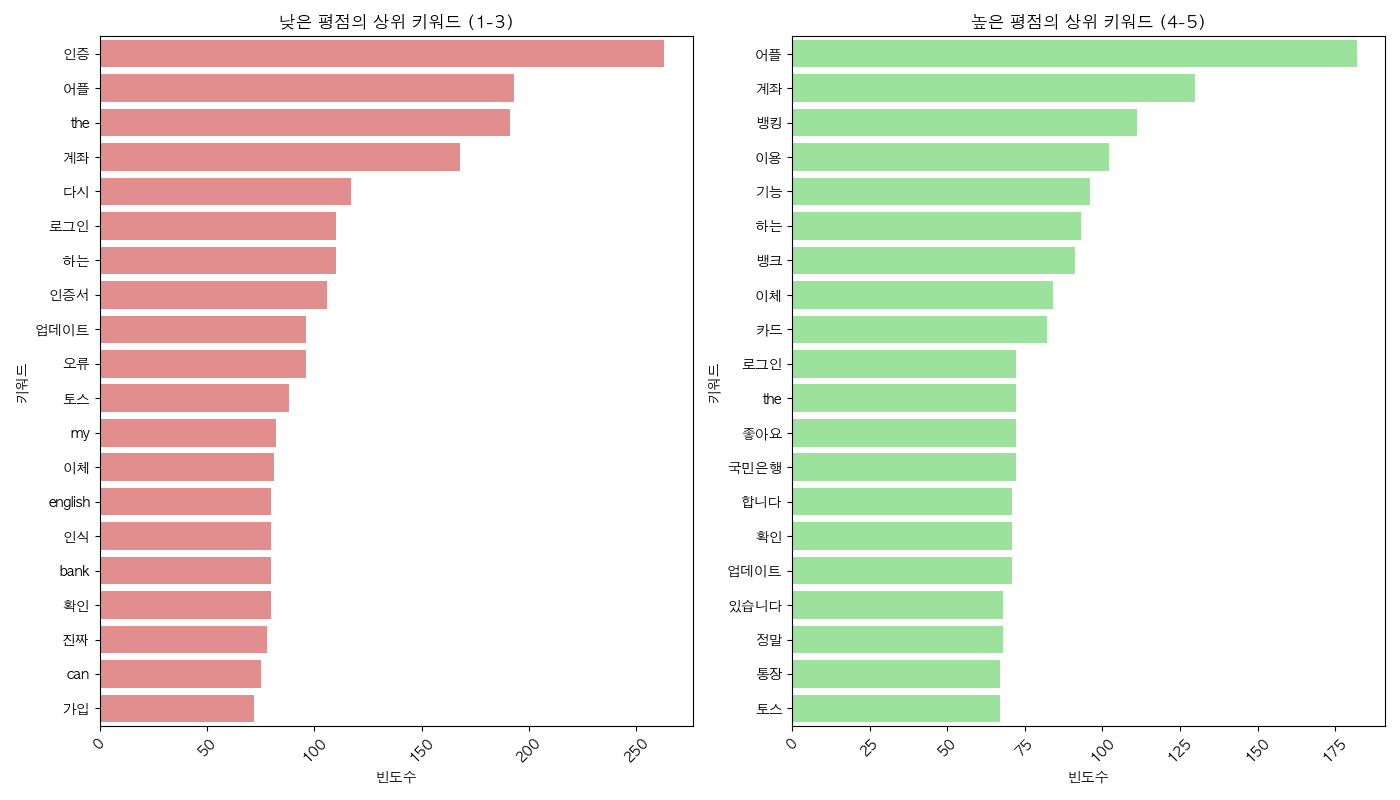 낮은 평점의 상위 키워드 (1-3)
인증
어플
the
계좌
다시
로그인
하는
인증서
업데이트
오류
토스
my
이체
english
인식
bank
확인
진짜
can
가입
키워드
0 50 100 150 200 250
빈도수
높은 평점의 상위 키워드 (4-5)
어플
계좌
뱅킹
이용
기능
하는
뱅크
이체
카드
로그인
the
좋아요
국민은행
합니다
확인
업데이트
있습니다
정말
통장
토스
키워드
0 25 50 75 100 125 150 175
빈도수